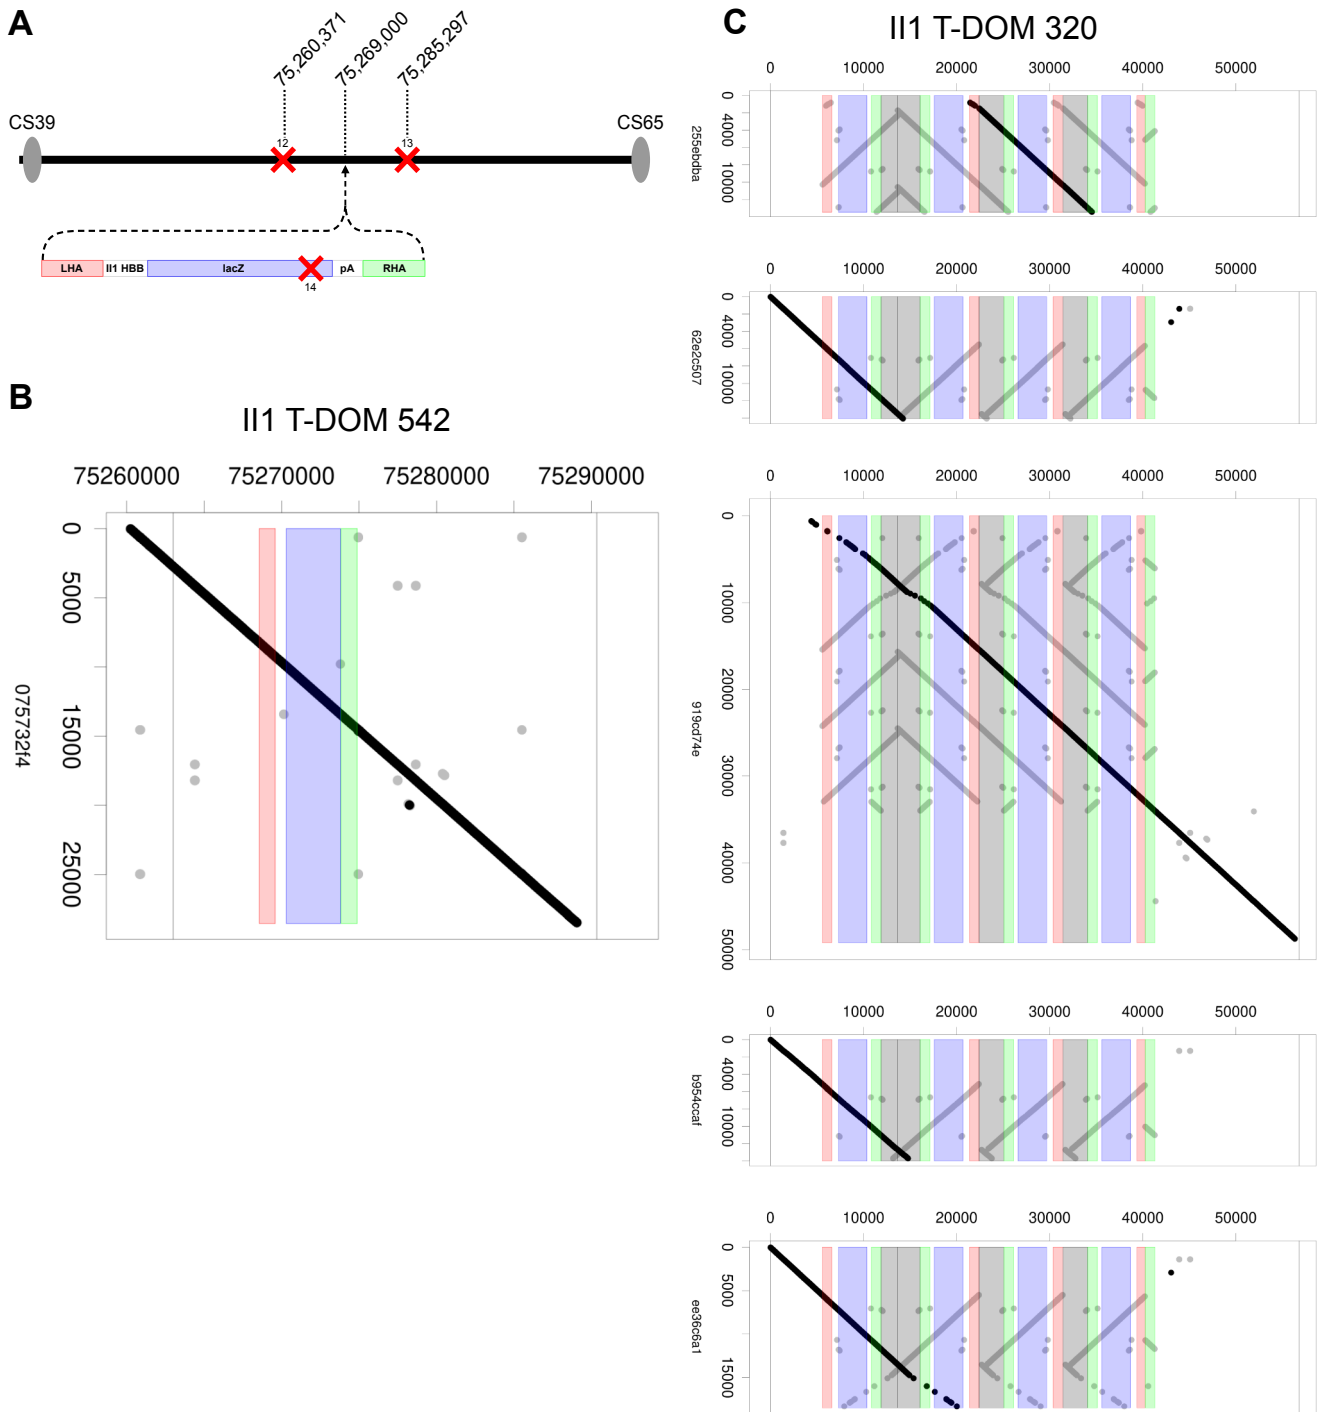 A
75,260,371
75,269,000
75,285,297
CS39
CS65
12
13
LHA
II1 HBB
lacZ
pA
RHA
14
B
II1 T-DOM 542
75260000 75270000 75280000 75290000
0
5000
15000
25000
075732f4
C
II1 T-DOM 320
0 10000 20000 30000 40000 50000
0
4000
10000
255ebdba
0 10000 20000 30000 40000 50000
0
4000
10000
62e2c507
0 10000 20000 30000 40000 50000
0
10000
20000
30000
40000
50000
919cd74e
0 10000 20000 30000 40000 50000
0
4000
10000
b954ccaf
0 10000 20000 30000 40000 50000
0
5000
15000
ee36c6a1